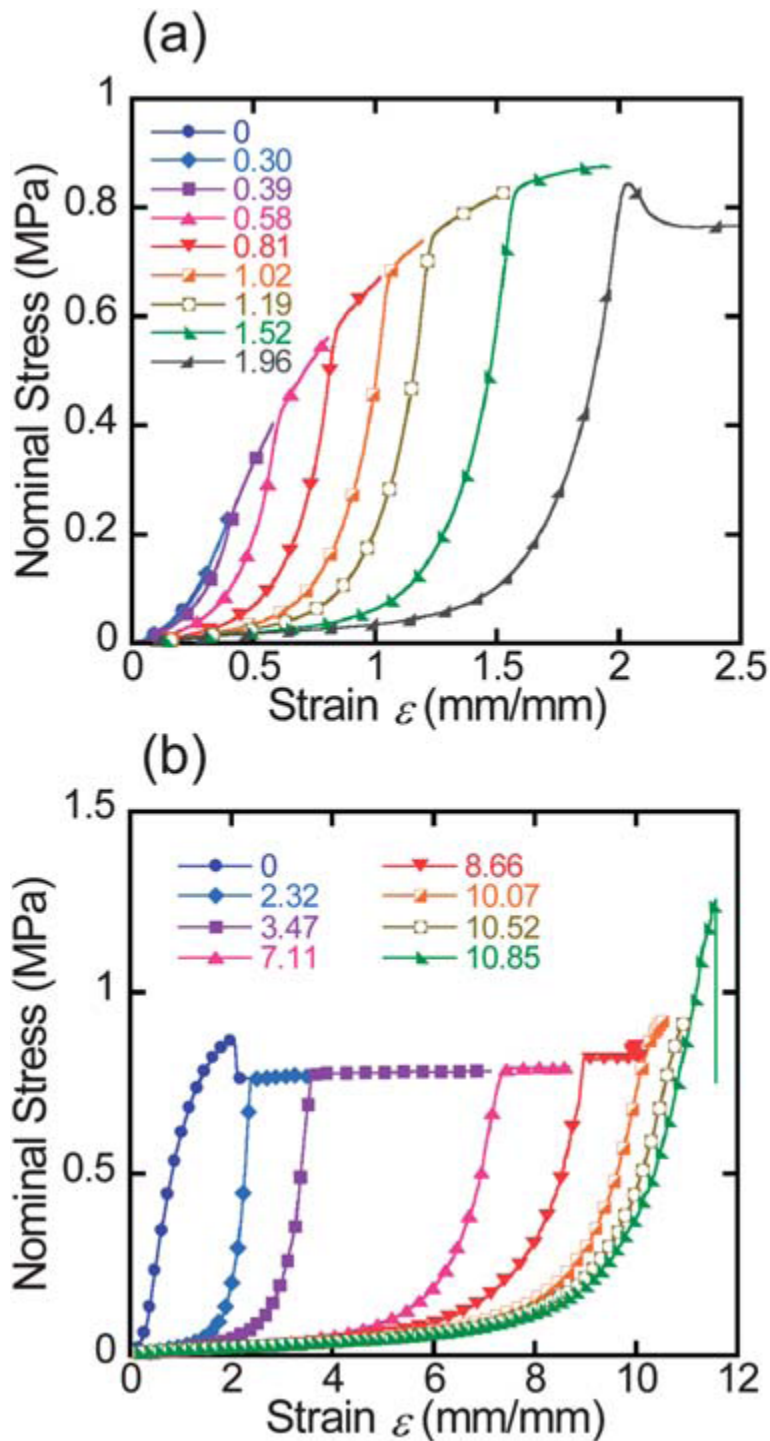 (a)
1
0.8
0.6
0.4
0.2
0
Nominal Stress (MPa)
0
0.30
0.39
0.58
0.81
1.02
1.19
1.52
1.96
0 0.5 1 1.5 2 2.5
Strain ε (mm/mm)
(b)
1.5
1
0.5
0
Nominal Stress (MPa)
0 8.66
2.32 10.07
3.47 10.52
7.11 10.85
0 2 4 6 8 10 12
Strain ε (mm/mm)